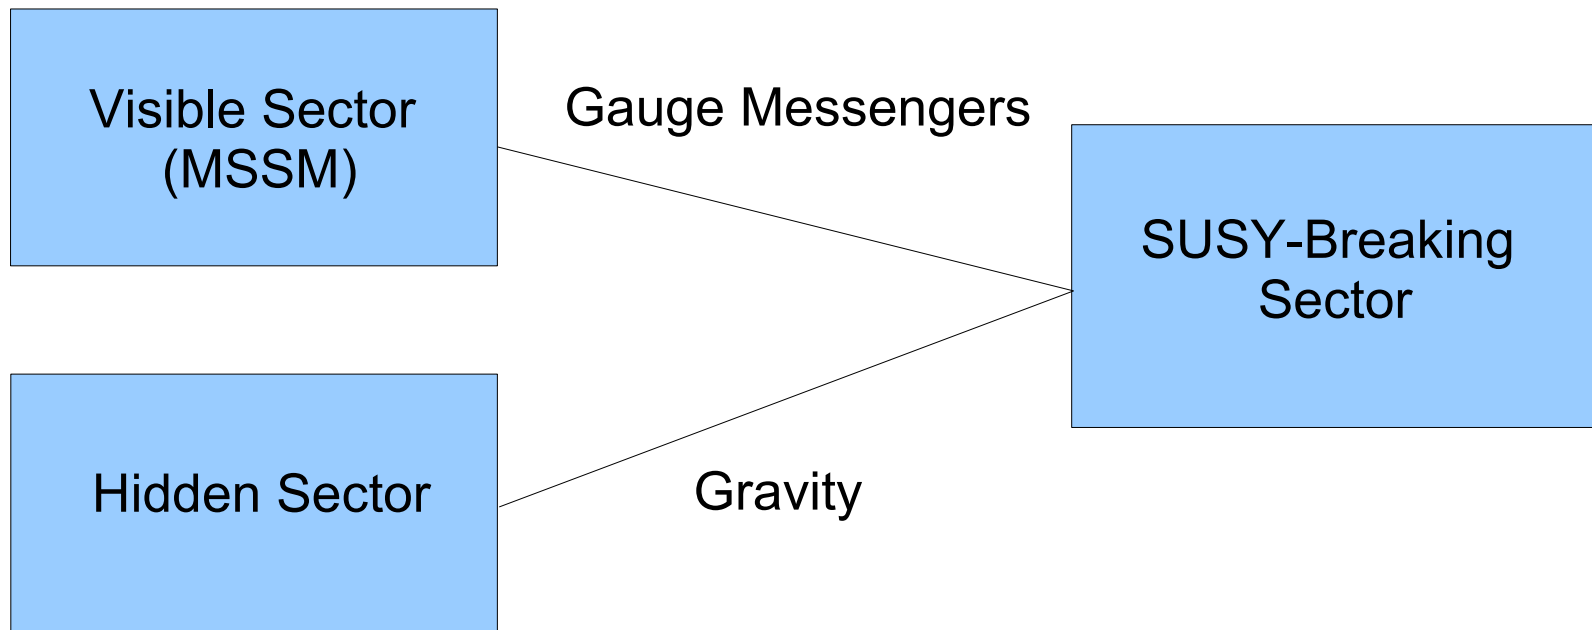 Visible Sector
(MSSM)
Gauge Messengers
SUSY-Breaking
Sector
Hidden Sector
Gravity